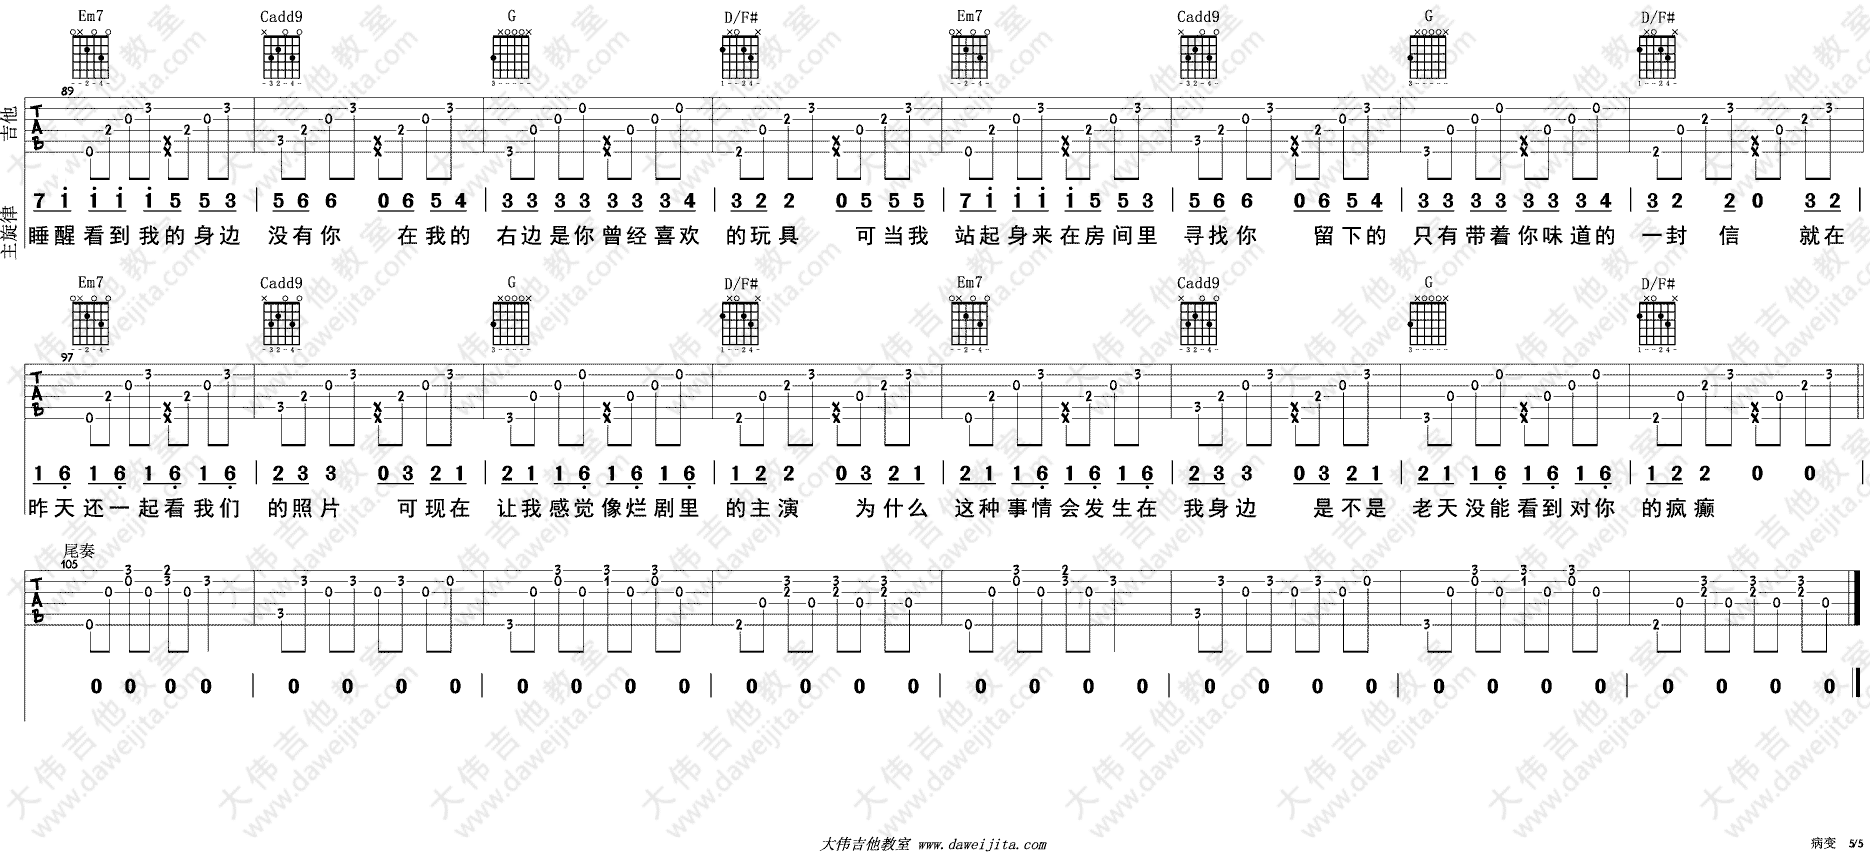 Em7 Cadd9 G D/F# Em7 Cadd9 G D/F#
89
吉他
主旋律
7 i i i i 5 5 3 | 5 6 6 0 6 5 4 | 3 3 3 3 3 3 3 4 | 3 2 2 0 5 5 5 | 7 i i i i 5 5 3 | 5 6 6 0 6 5 4 | 3 3 3 3 3 3 3 4 | 3 2 2 0 3 2 |
睡醒看到我的身边 没有你 在我的 右边是你曾经喜欢 的玩具 可当我 站起身来在房间里 寻找你 留下的 只有带着你味道的 一封 信 就在
Em7 Cadd9 G D/F# Em7 Cadd9 G D/F#
97
1 6 1 6 1 6 1 6 | 2 3 3 0 3 2 1 | 2 1 1 6 1 6 1 6 | 1 2 2 0 3 2 1 | 2 1 1 6 1 6 1 6 | 2 3 3 0 3 2 1 | 2 1 1 6 1 6 1 6 | 1 2 2 0 0 |
昨天还一起看我们 的照片 可现在 让我感觉像烂剧里 的主演 为什么 这种事情会发生在 我身边 是不是 老天没能看到对你 的疯癫
尾奏
105
0 0 0 0 | 0 0 0 0 | 0 0 0 0 | 0 0 0 0 | 0 0 0 0 | 0 0 0 0 | 0 0 0 0 | 0 0 0 0
大伟吉他教室 www.daweijita.com
病变 5/5